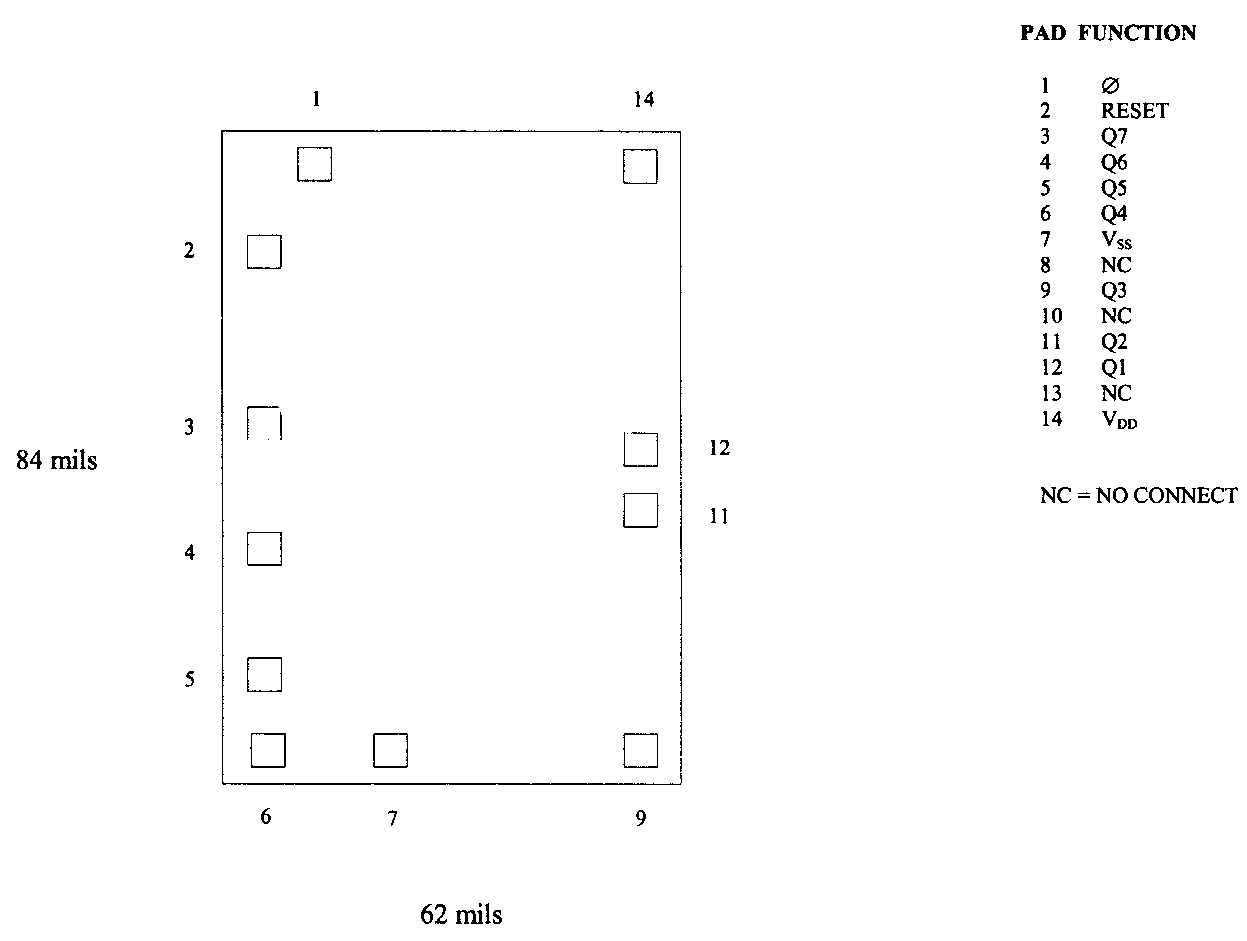 PAD FUNCTION
1 Ø
2 RESET
3 Q7
4 Q6
5 Q5
6 Q4
7 VSS
8 NC
9 Q3
10 NC
11 Q2
12 Q1
13 NC
14 VDD
NC = NO CONNECT
1 14
2
3
12
84 mils
11
4
5
6 7 9
62 mils